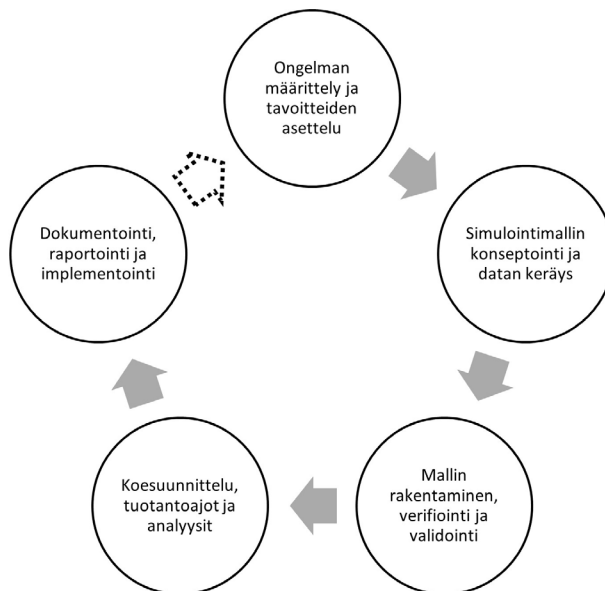 Ongelman
määrittely ja
tavoitteiden
asettelu
Simulointimallin
konseptointi ja
datan keräys
Mallin
rakentaminen,
verifiointi ja
validointi
Koesuunnittelu,
tuotantoajot ja
analyysit
Dokumentointi,
raportointi ja
implementointi